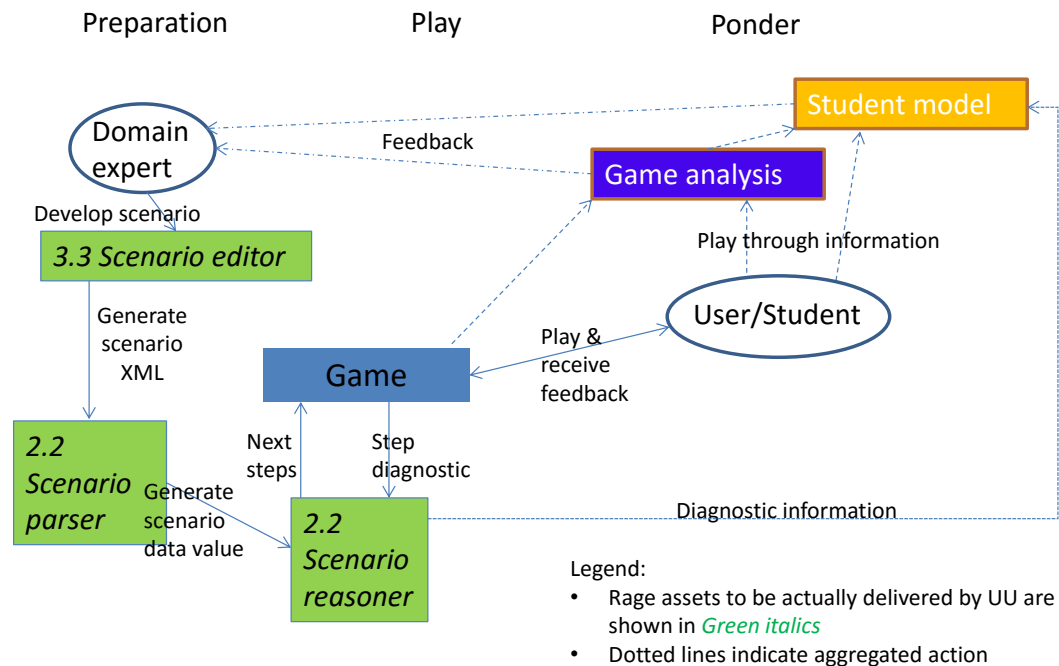 Preparation
Play
Ponder
Student model
Domain
expert
Feedback
Game analysis
Develop scenario
3.3 Scenario editor
Play through information
Generate
scenario
XML
User/Student
Play &
receive
feedback
Game
2.2
Scenario
parser
Next
steps
Step
diagnostic
Generate
scenario
data value
2.2
Scenario
reasoner
Diagnostic information
Legend:
• Rage assets to be actually delivered by UU are
shown in Green italics
• Dotted lines indicate aggregated action